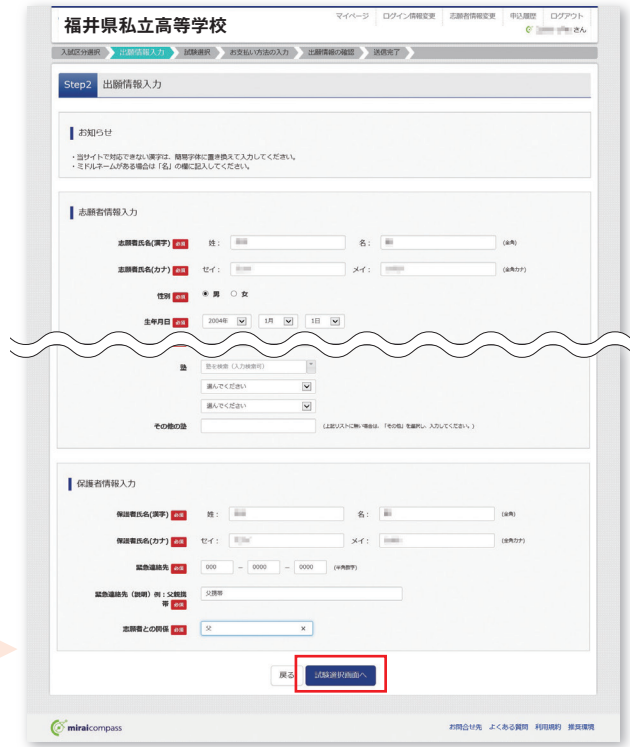 福井県私立高等学校
マイページ ログイン情報変更 志願者情報変更 申込履歴 ログアウト
さん
入試区分選択 出願情報入力 試験選択 お支払い方法の入力 出願情報の確認 送信完了
Step2 出願情報入力
お知らせ
・当サイトで対応できない漢字は、簡易字体に置き換えて入力してください。
・ミドルネームがある場合は「名」の欄に記入してください。
志願者情報入力
志願者氏名(漢字) 必須 姓： 名： (全角)
志願者氏名(カナ) 必須 セイ： メイ： (全角カナ)
性別 必須 男 女
生年月日 必須 2004年 1月 1日
塾 塾を検索（入力検索可）
選んでください
選んでください
その他の塾 (上記リストに無い場合は、「その他」を選択し、入力してください。)
保護者情報入力
保護者氏名(漢字) 必須 姓： 名： (全角)
保護者氏名(カナ) 必須 セイ： メイ： (全角カナ)
緊急連絡先 必須 000 － 0000 － 0000 (半角数字)
緊急連絡先（説明）例：父親携 父携帯
帯 必須
志願者との関係 必須 父 ×
戻る 試験選択画面へ
miraicompass お問合せ先 よくある質問 利用規約 推奨環境